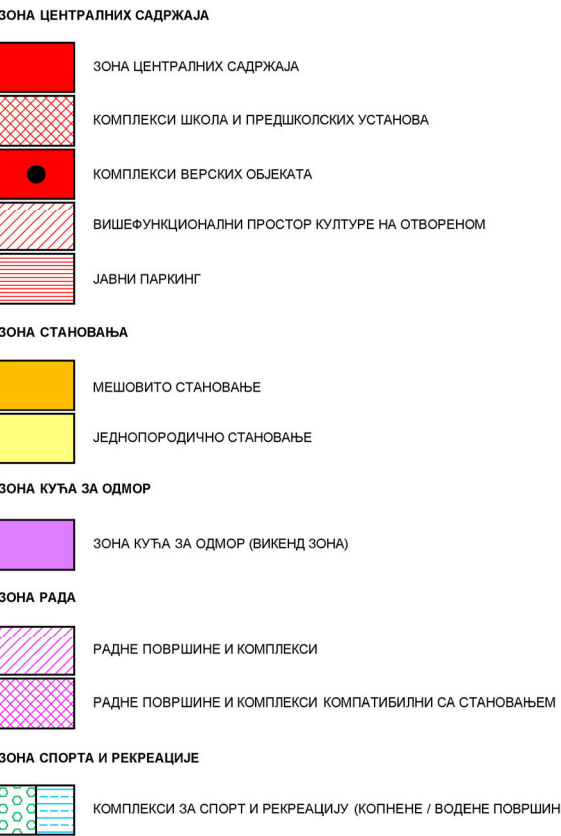 ЗОНА ЦЕНТРАЛНИХ САДРЖАЈА
ЗОНА ЦЕНТРАЛНИХ САДРЖАЈА
КОМПЛЕКСИ ШКОЛА И ПРЕДШКОЛСКИХ УСТАНОВА
КОМПЛЕКСИ ВЕРСКИХ ОБЈЕКАТА
ВИШЕФУНКЦИОНАЛНИ ПРОСТОР КУЛТУРЕ НА ОТВОРЕНОМ
ЈАВНИ ПАРКИНГ
ЗОНА СТАНОВАЊА
МЕШОВИТО СТАНОВАЊЕ
ЈЕДНОПОРОДИЧНО СТАНОВАЊЕ
ЗОНА КУЋА ЗА ОДМОР
ЗОНА КУЋА ЗА ОДМОР (ВИКЕНД ЗОНА)
ЗОНА РАДА
РАДНЕ ПОВРШИНЕ И КОМПЛЕКСИ
РАДНЕ ПОВРШИНЕ И КОМПЛЕКСИ КОМПАТИБИЛНИ СА СТАНОВАЊЕМ
ЗОНА СПОРТА И РЕКРЕАЦИЈЕ
КОМПЛЕКСИ ЗА СПОРТ И РЕКРЕАЦИЈУ (КОПНЕНЕ / ВОДЕНЕ ПОВРШИН